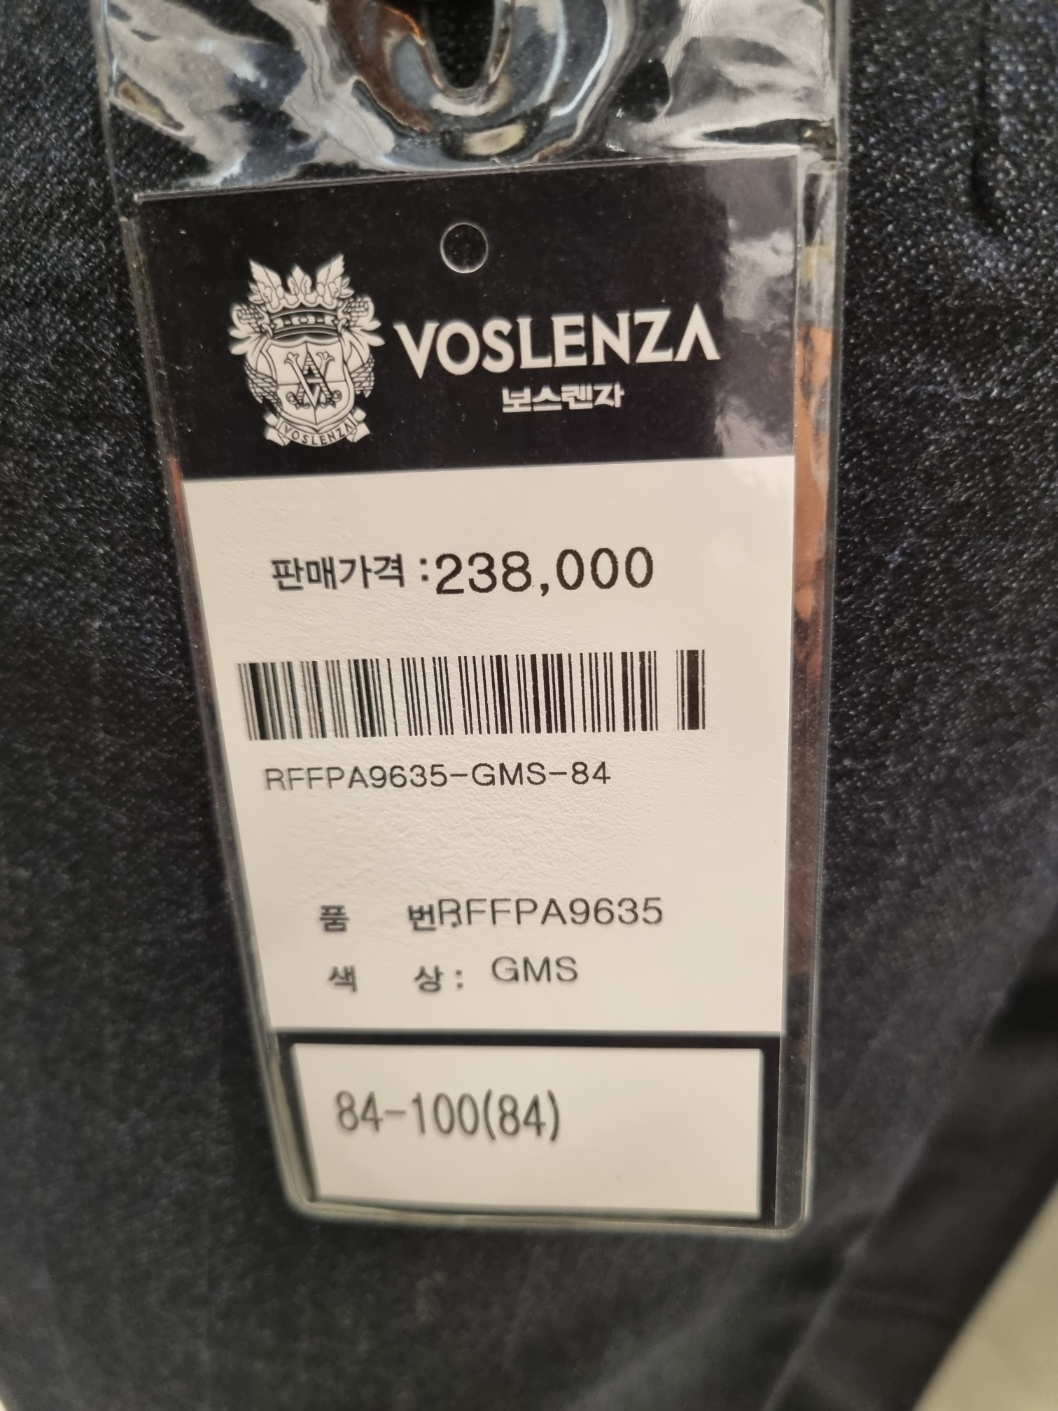 VOSLENZA
VOSLENZA
보스렌자
판매가격 :238,000
RFFPA9635-GMS-84
품 번:RFFPA9635
색 상: GMS
84-100(84)